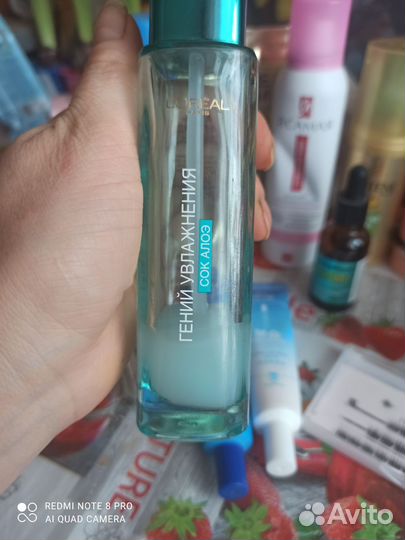 L'ORÉAL
PARIS
ГЕНИЙ УВЛАЖНЕНИЯ
СОК АЛОЭ
REDMI NOTE 8 PRO
AI QUAD CAMERA
Avito